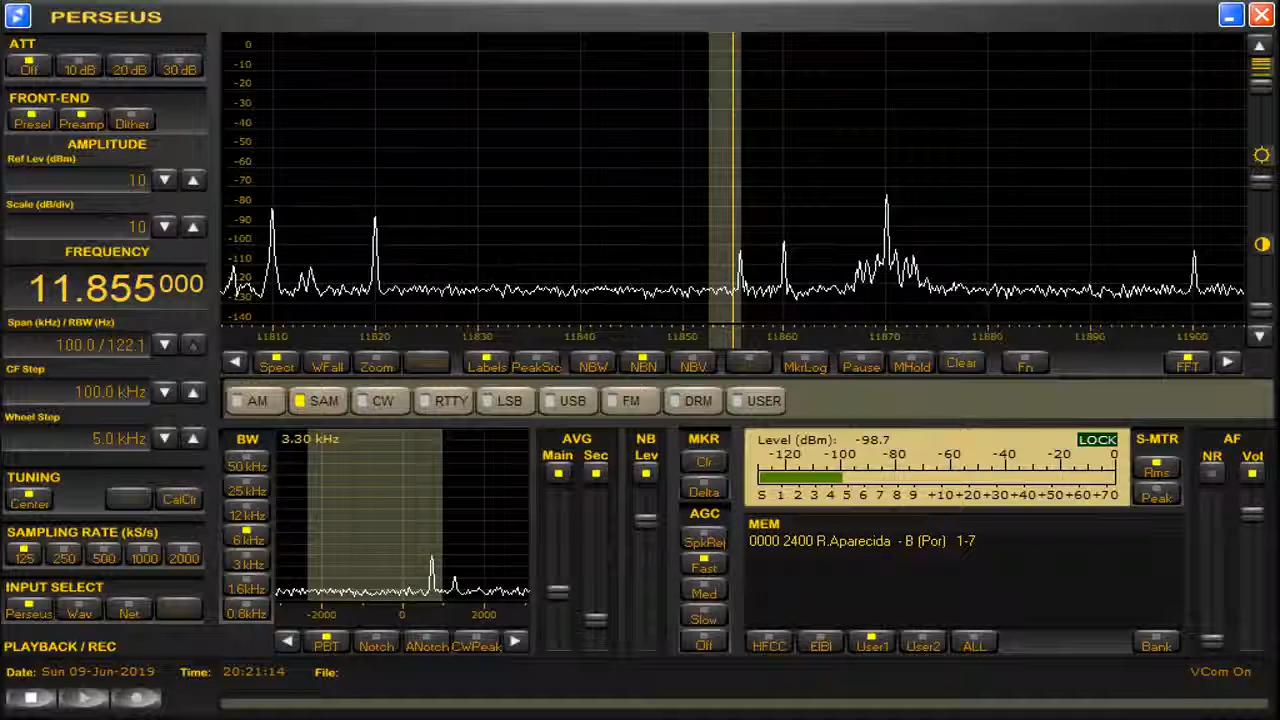 PERSEUS
ATT
Off 10 dB 20 dB 30 dB
FRONT-END
Presel Preamp Dither
AMPLITUDE
Ref Lev (dBm)
10
Scale (dB/div)
10
FREQUENCY
11.855000
Span (kHz) / RBW (Hz)
100.0 / 122.1
CF Step
100.0 kHz
Wheel Step
5.0 kHz
TUNING
Center CalClr
SAMPLING RATE (kS/s)
125 250 500 1000 2000
INPUT SELECT
Perseus Wav Net
PLAYBACK / REC
0
-10
-20
-30
-40
-50
-60
-70
-80
-90
-100
-110
-120
-130
-140
11810 11820 11830 11840 11850 11860 11870 11880 11890 11900
Spect WFall Zoom Labels PeakSrc NBW NBN NBV MkrLog Pause MHold Clear Fn FFT
AM SAM CW RTTY LSB USB FM DRM USER
BW
50 kHz
25 kHz
12 kHz
6 kHz
3 kHz
1.6kHz
0.8kHz
3.30 kHz
-2000 0 2000
PBT Notch ANotch CWPeak
AVG
Main Sec
NB
Lev
MKR
Clr
Delta
AGC
SpkRej
Fast
Med
Slow
Off
Level (dBm): -98.7 LOCK
-120 -100 -80 -60 -40 -20 0
S 1 2 3 4 5 6 7 8 9 +10+20+30+40+50+60+70
S-MTR
Rms
Peak
AF
NR Vol
MEM
0000 2400 R.Aparecida - B (Por) 1-7
HFCC EIBI User1 User2 ALL Bank
Date: Sun 09-Jun-2019 Time: 20:21:14 File: VCom On